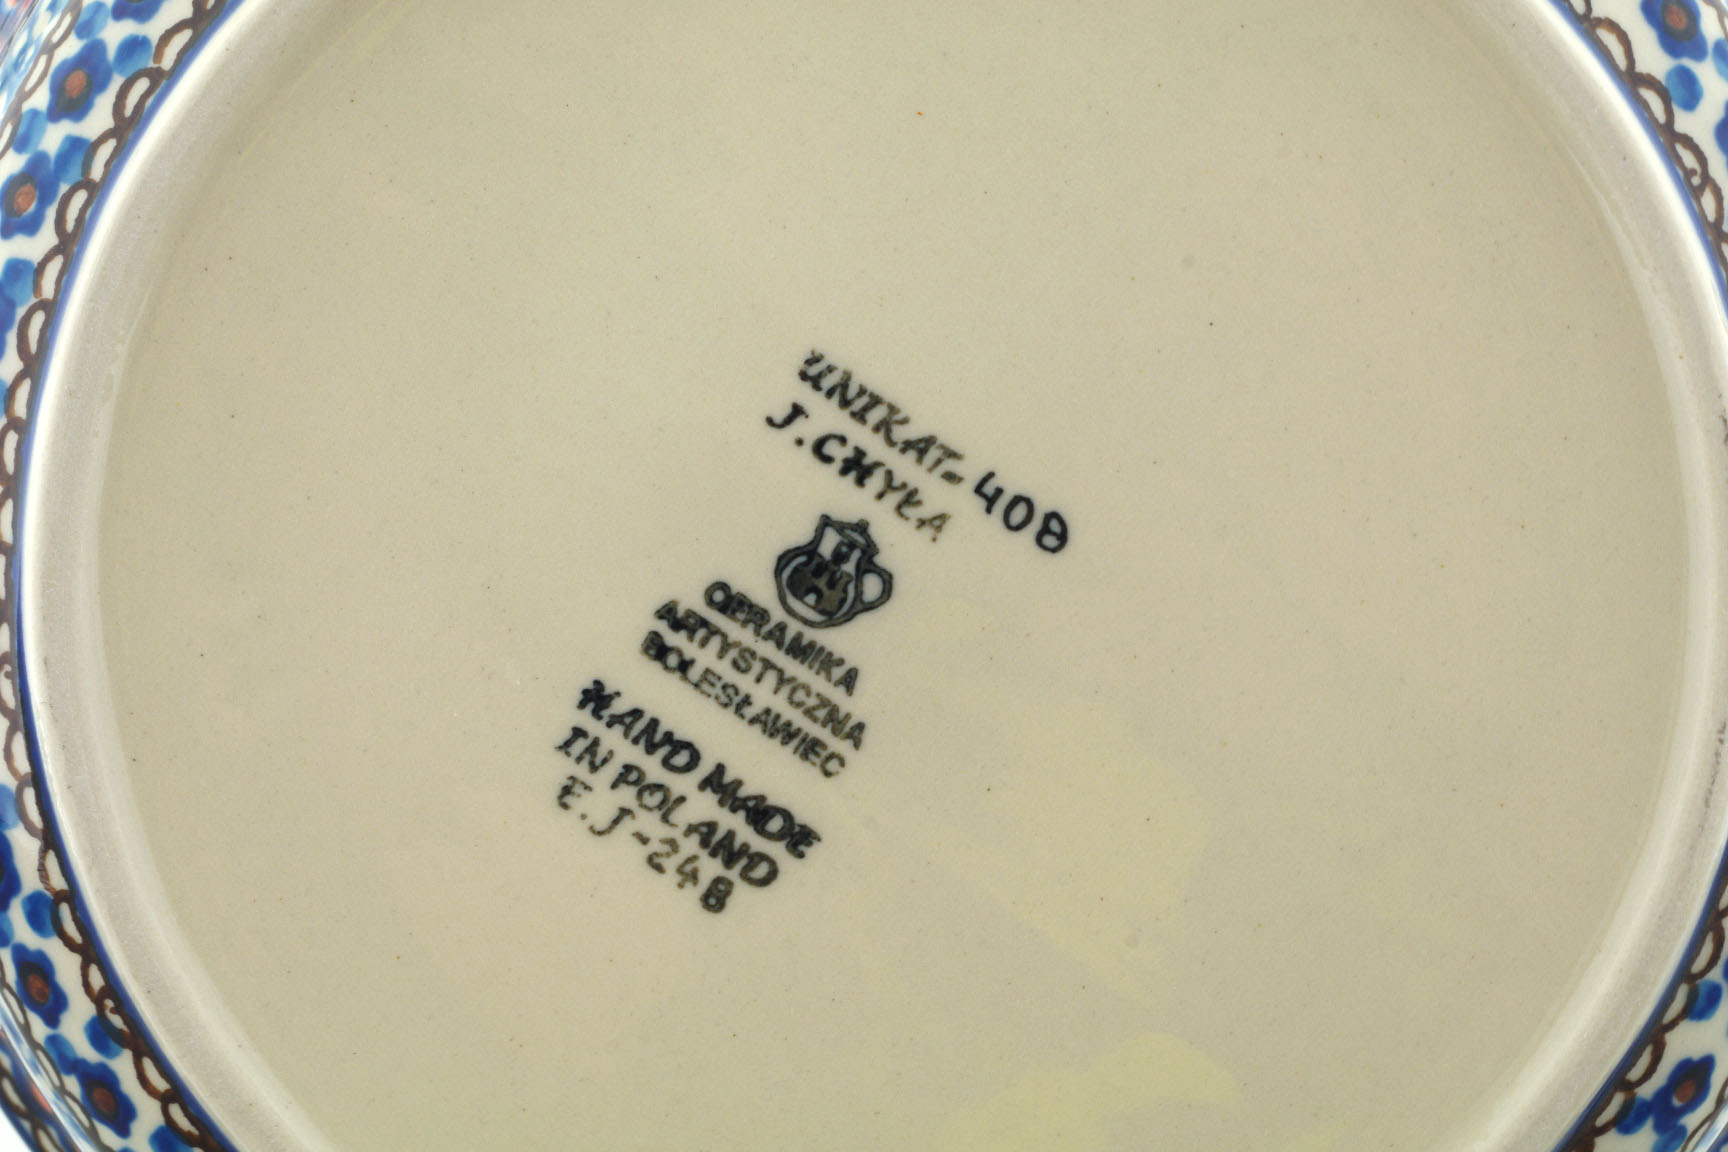 UNIKAT-408
J.CHYŁA
CERAMIKA
ARTYSTYCZNA
BOLESŁAWIEC
HAND MADE
IN POLAND
E.J-248